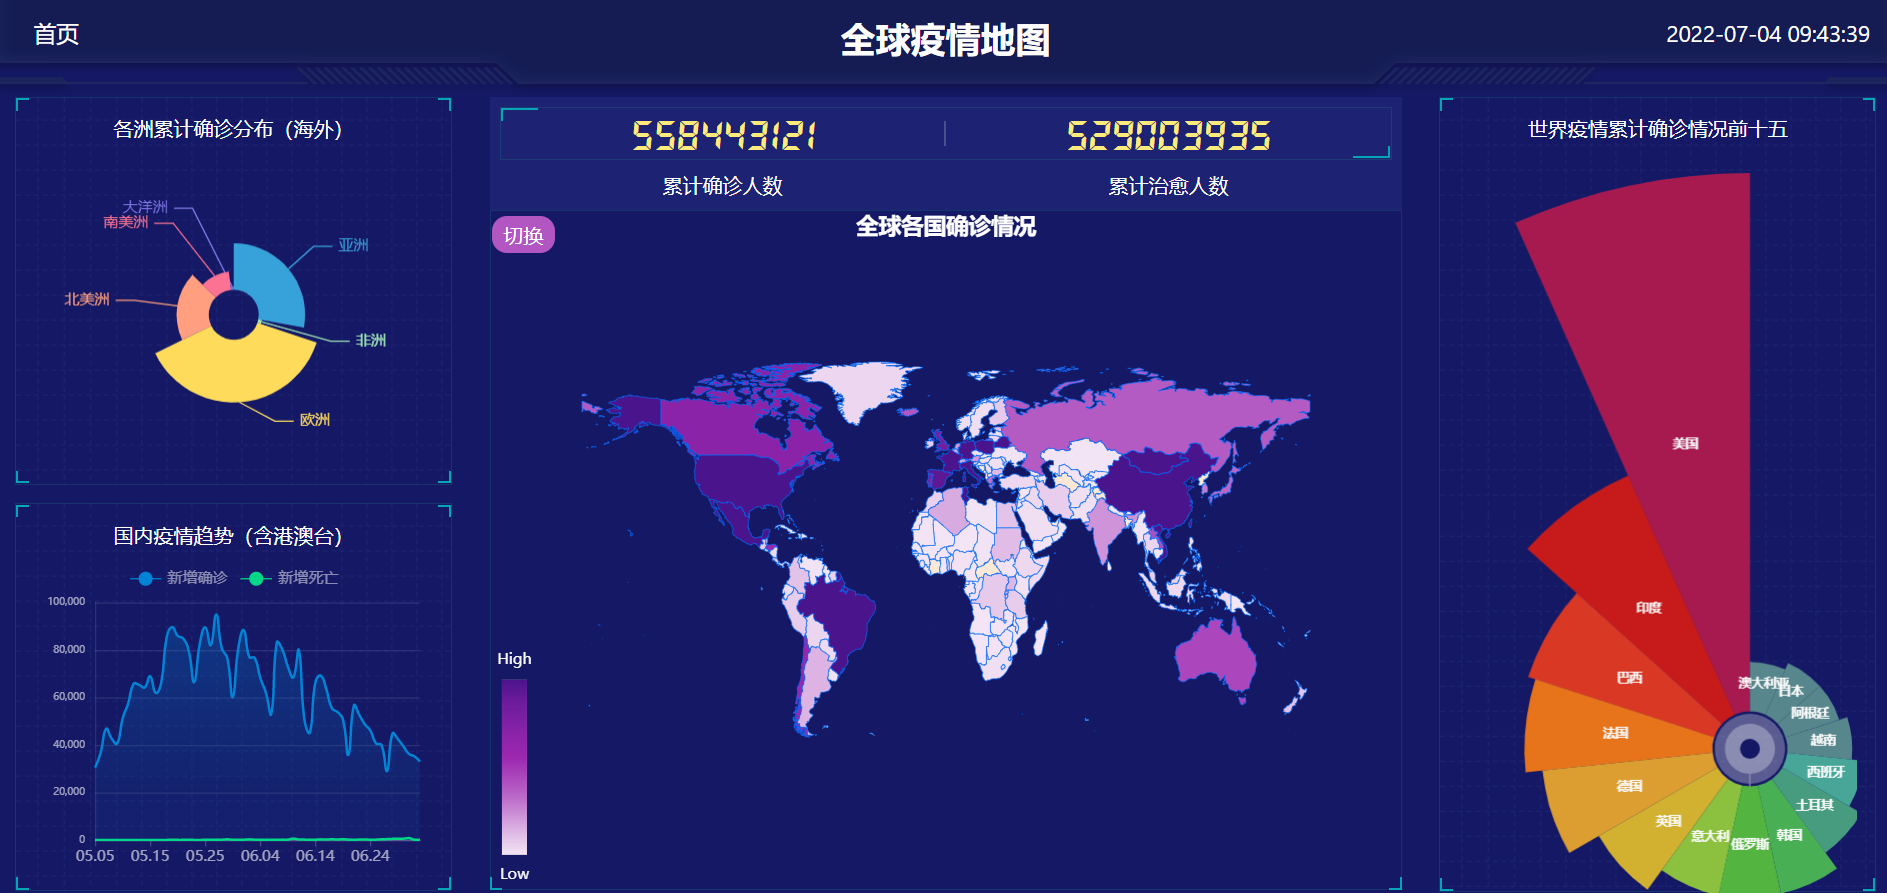 首页
全球疫情地图
2022-07-04 09:43:39
各洲累计确诊分布（海外）
大洋洲
南美洲
亚洲
北美洲
非洲
欧洲
国内疫情趋势（含港澳台）
新增确诊
新增死亡
100,000
80,000
60,000
40,000
20,000
0
05.05
05.15
05.25
06.04
06.14
06.24
558443121
529003935
累计确诊人数
累计治愈人数
切换
全球各国确诊情况
High
Low
世界疫情累计确诊情况前十五
美国
印度
巴西
法国
德国
英国
意大利
俄罗斯
韩国
土耳其
西班牙
越南
阿根廷
日本
澳大利亚